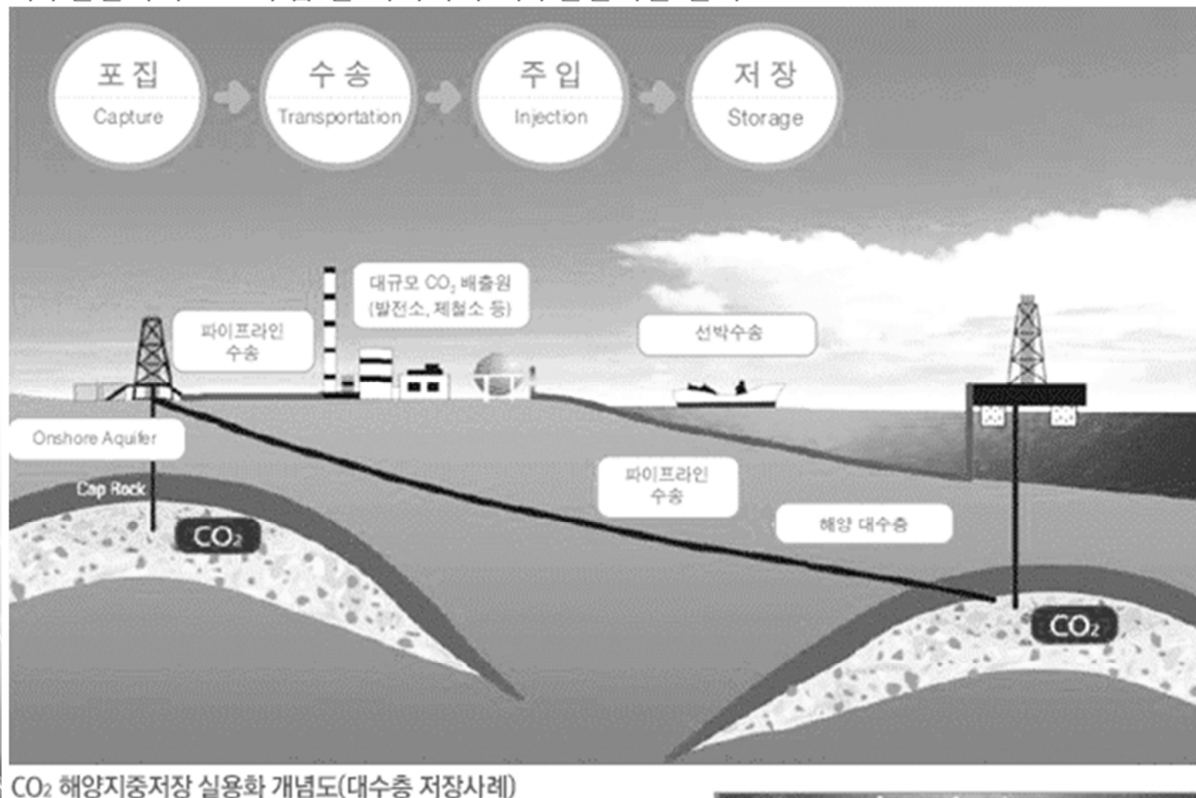 포집
Capture
수송
Transportation
주입
Injection
저장
Storage
대규모 CO₂ 배출원
(발전소, 제철소 등)
파이프라인
수송
선박수송
Onshore Aquifer
Cap Rock
CO₂
파이프라인
수송
해양 대수층
CO₂
CO₂ 해양지중저장 실용화 개념도(대수층 저장사례)